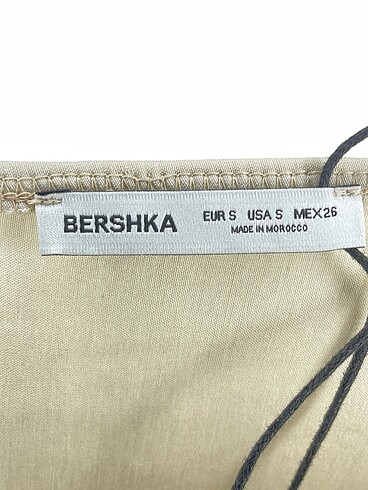 BERSHKA EUR S USA S MEX 26
MADE IN MOROCCO